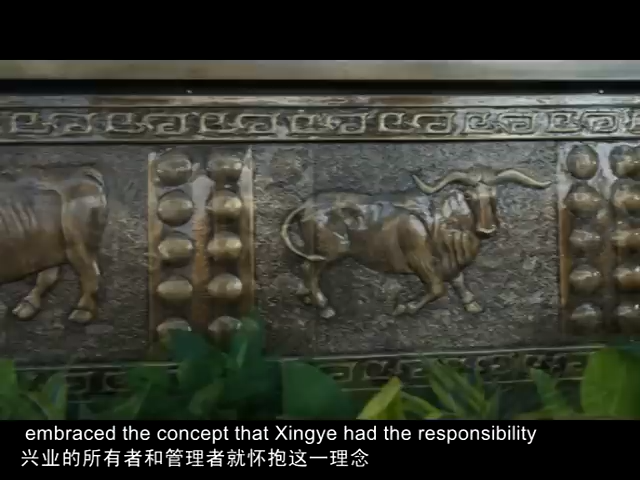 embraced the concept that Xingye had the responsibility
兴业的所有者和管理者就怀抱这一理念